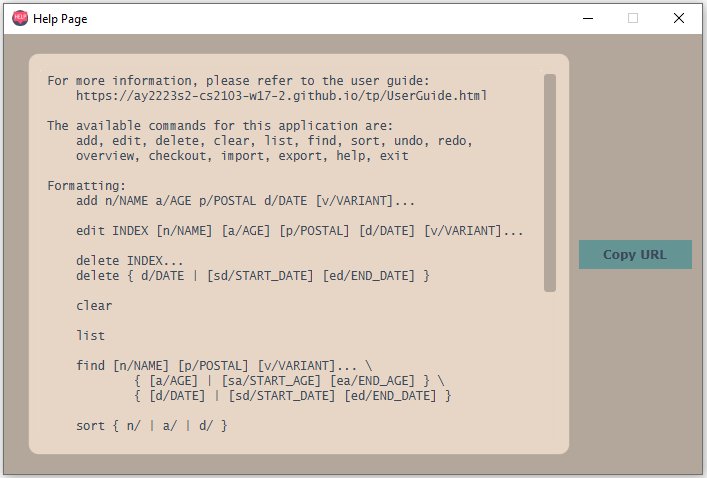 HELP
Help Page
For more information, please refer to the user guide:
https://ay2223s2-cs2103-w17-2.github.io/tp/UserGuide.html
The available commands for this application are:
add, edit, delete, clear, list, find, sort, undo, redo,
overview, checkout, import, export, help, exit
Formatting:
add n/NAME a/AGE p/POSTAL d/DATE [v/VARIANT]...
edit INDEX [n/NAME] [a/AGE] [p/POSTAL] [d/DATE] [v/VARIANT]...
delete INDEX...
delete { d/DATE | [sd/START_DATE] [ed/END_DATE] }
clear
list
find [n/NAME] [p/POSTAL] [v/VARIANT]... \
{ [a/AGE] | [sa/START_AGE] [ea/END_AGE] } \
{ [d/DATE] | [sd/START_DATE] [ed/END_DATE] }
sort { n/ | a/ | d/ }
Copy URL